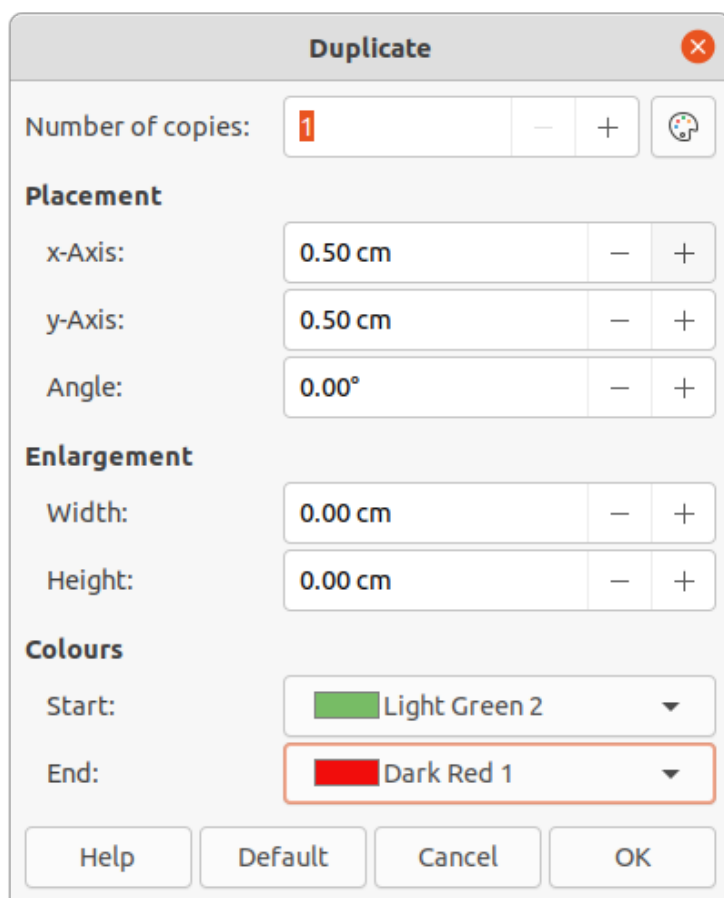 Duplicate
Number of copies: 1
Placement
x-Axis: 0.50 cm
y-Axis: 0.50 cm
Angle: 0.00°
Enlargement
Width: 0.00 cm
Height: 0.00 cm
Colours
Start: Light Green 2
End: Dark Red 1
Help Default Cancel OK